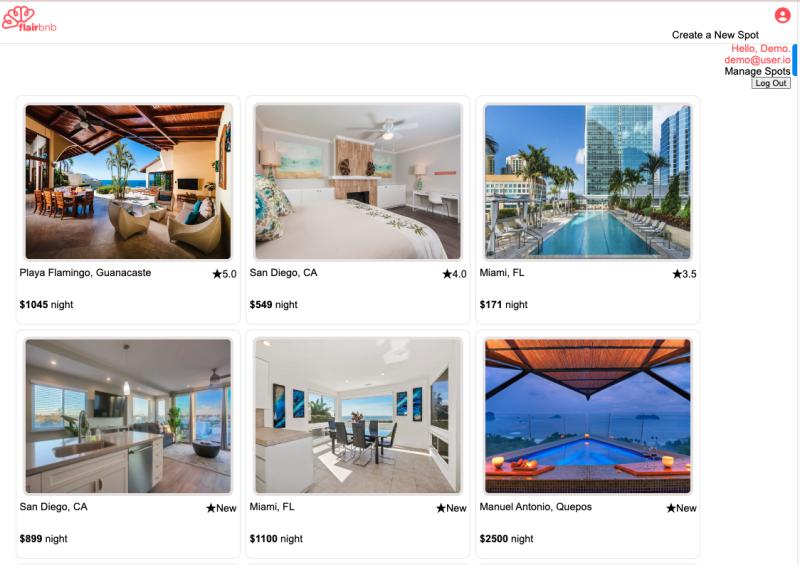 flairbnb
Create a New Spot
Hello, Demo.
demo@user.io
Manage Spots
Log Out
Playa Flamingo, Guanacaste ★5.0
$1045 night
San Diego, CA ★4.0
$549 night
Miami, FL ★3.5
$171 night
San Diego, CA ★New
$899 night
Miami, FL ★New
$1100 night
Manuel Antonio, Quepos ★New
$2500 night